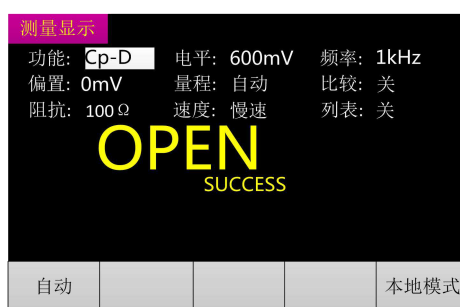 测量显示
功能: Cp-D 电平: 600mV 频率: 1kHz
偏置: 0mV 量程: 自动 比较: 关
阻抗: 100Ω 速度: 慢速 列表: 关
OPEN
SUCCESS
自动 本地模式